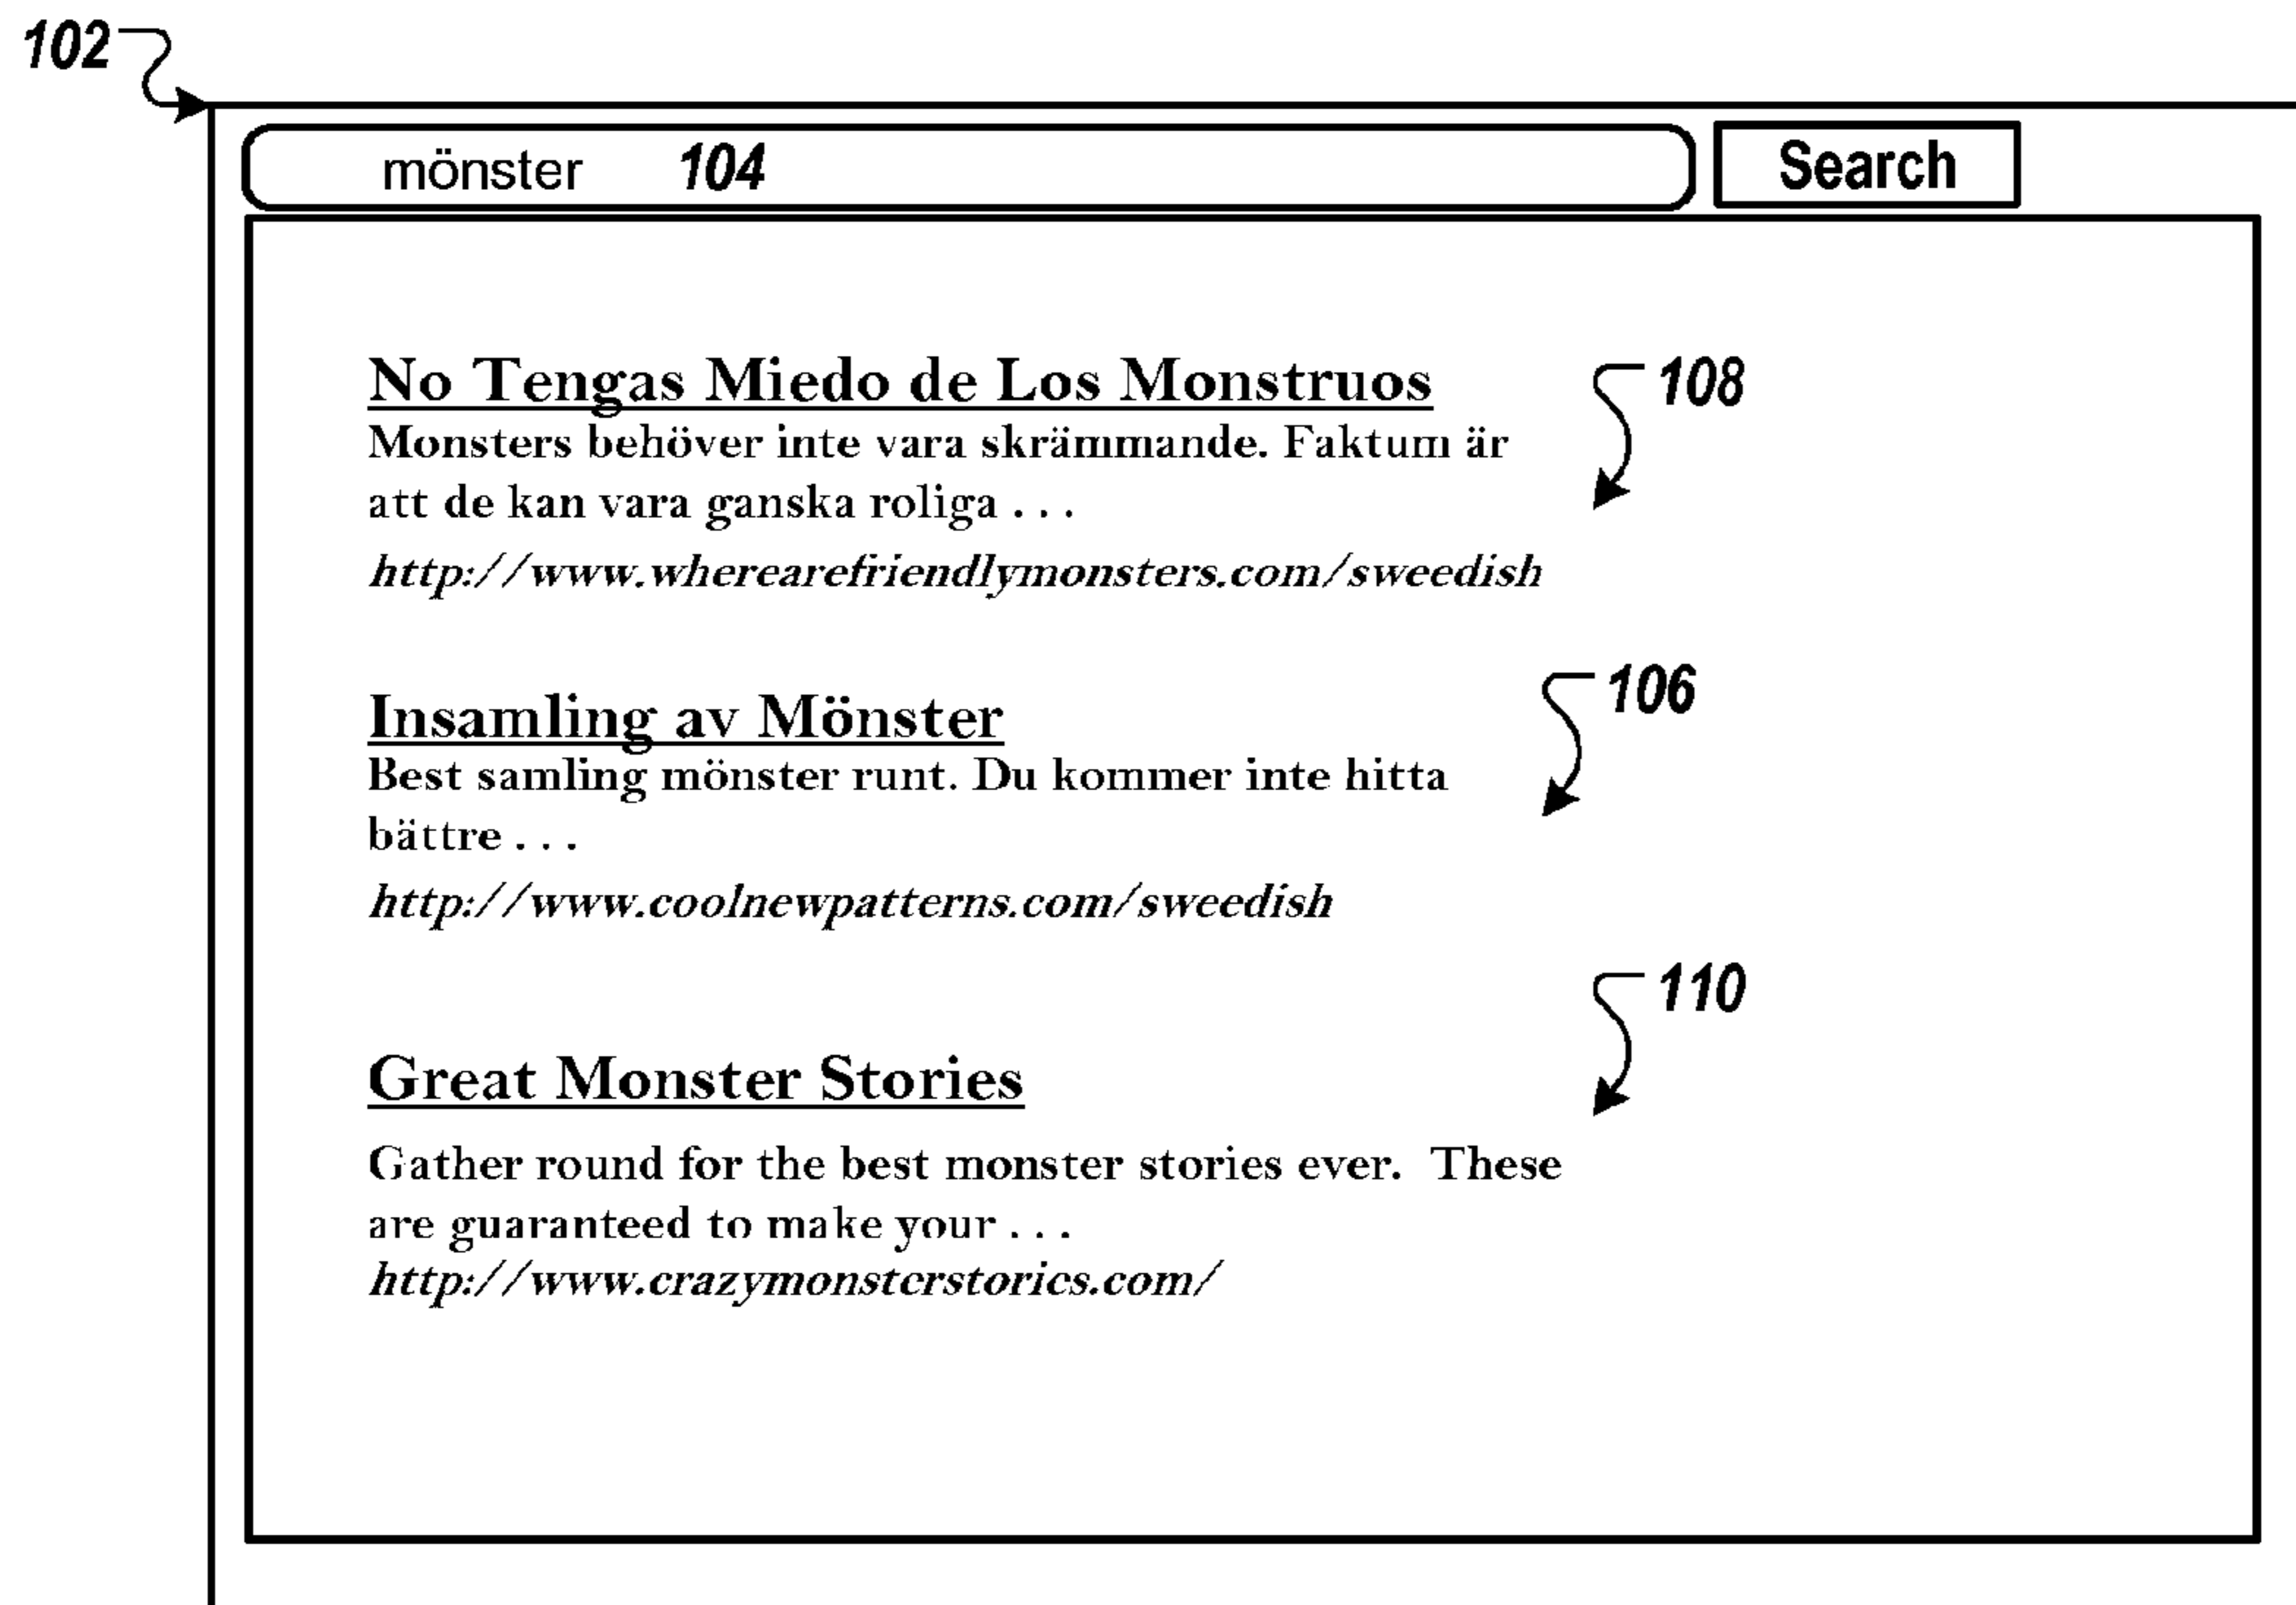 102
mönster 104 Search
No Tengas Miedo de Los Monstruos 108
Monsters behöver inte vara skrämmande. Faktum är
att de kan vara ganska roliga . . .
http://www.wherearefriendlymonsters.com/sweedish
106
Insamling av Mönster
Best samling mönster runt. Du kommer inte hitta
bättre . . .
http://www.coolnewpatterns.com/sweedish
110
Great Monster Stories
Gather round for the best monster stories ever. These
are guaranteed to make your . . .
http://www.crazymonsterstories.com/